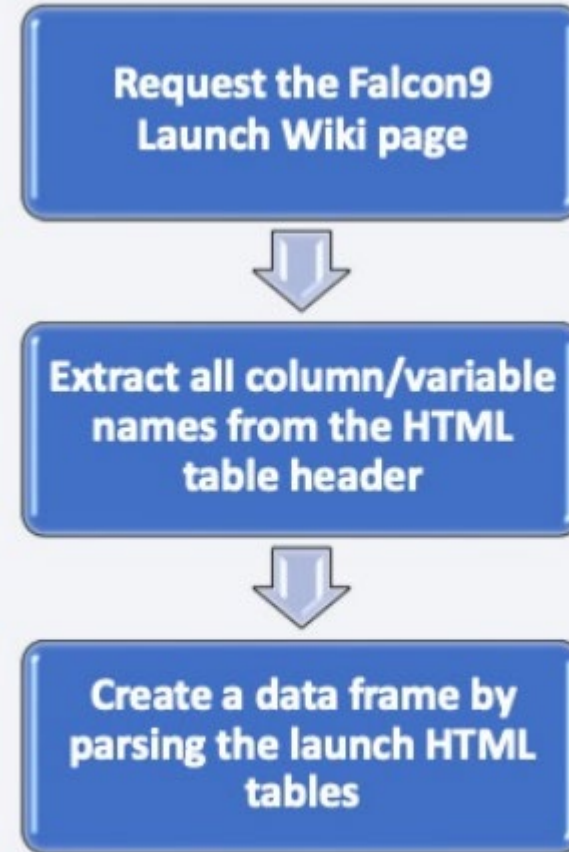 Request the Falcon9
Launch Wiki page
Extract all column/variable
names from the HTML
table header
Create a data frame by
parsing the launch HTML
tables